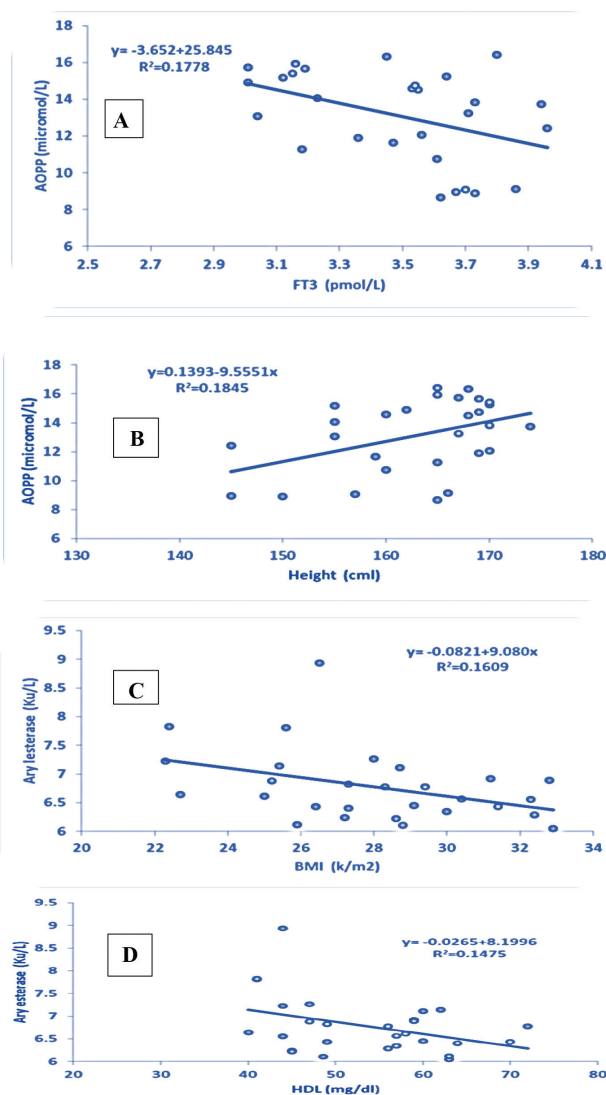 y= -3.652+25.845
R²=0.1778
A
AOPP (micromol/L)
18
16
14
12
10
8
6
2.5 2.7 2.9 3.1 3.3 3.5 3.7 3.9 4.1
FT3 (pmol/L)
y=0.1393-9.5551x
R²=0.1845
B
AOPP (micromol/L)
18
16
14
12
10
8
6
130 140 150 160 170 180
Height (cml)
y= -0.0821+9.080x
R²=0.1609
C
Ary lesterase (Ku/L)
9.5
9
8.5
8
7.5
7
6.5
6
20 22 24 26 28 30 32 34
BMI (k/m2)
y= -0.0265+8.1996
R²=0.1475
D
Ary esterase (Ku/L)
9.5
9
8.5
8
7.5
7
6.5
6
20 30 40 50 60 70 80
HDL (mg/dl)